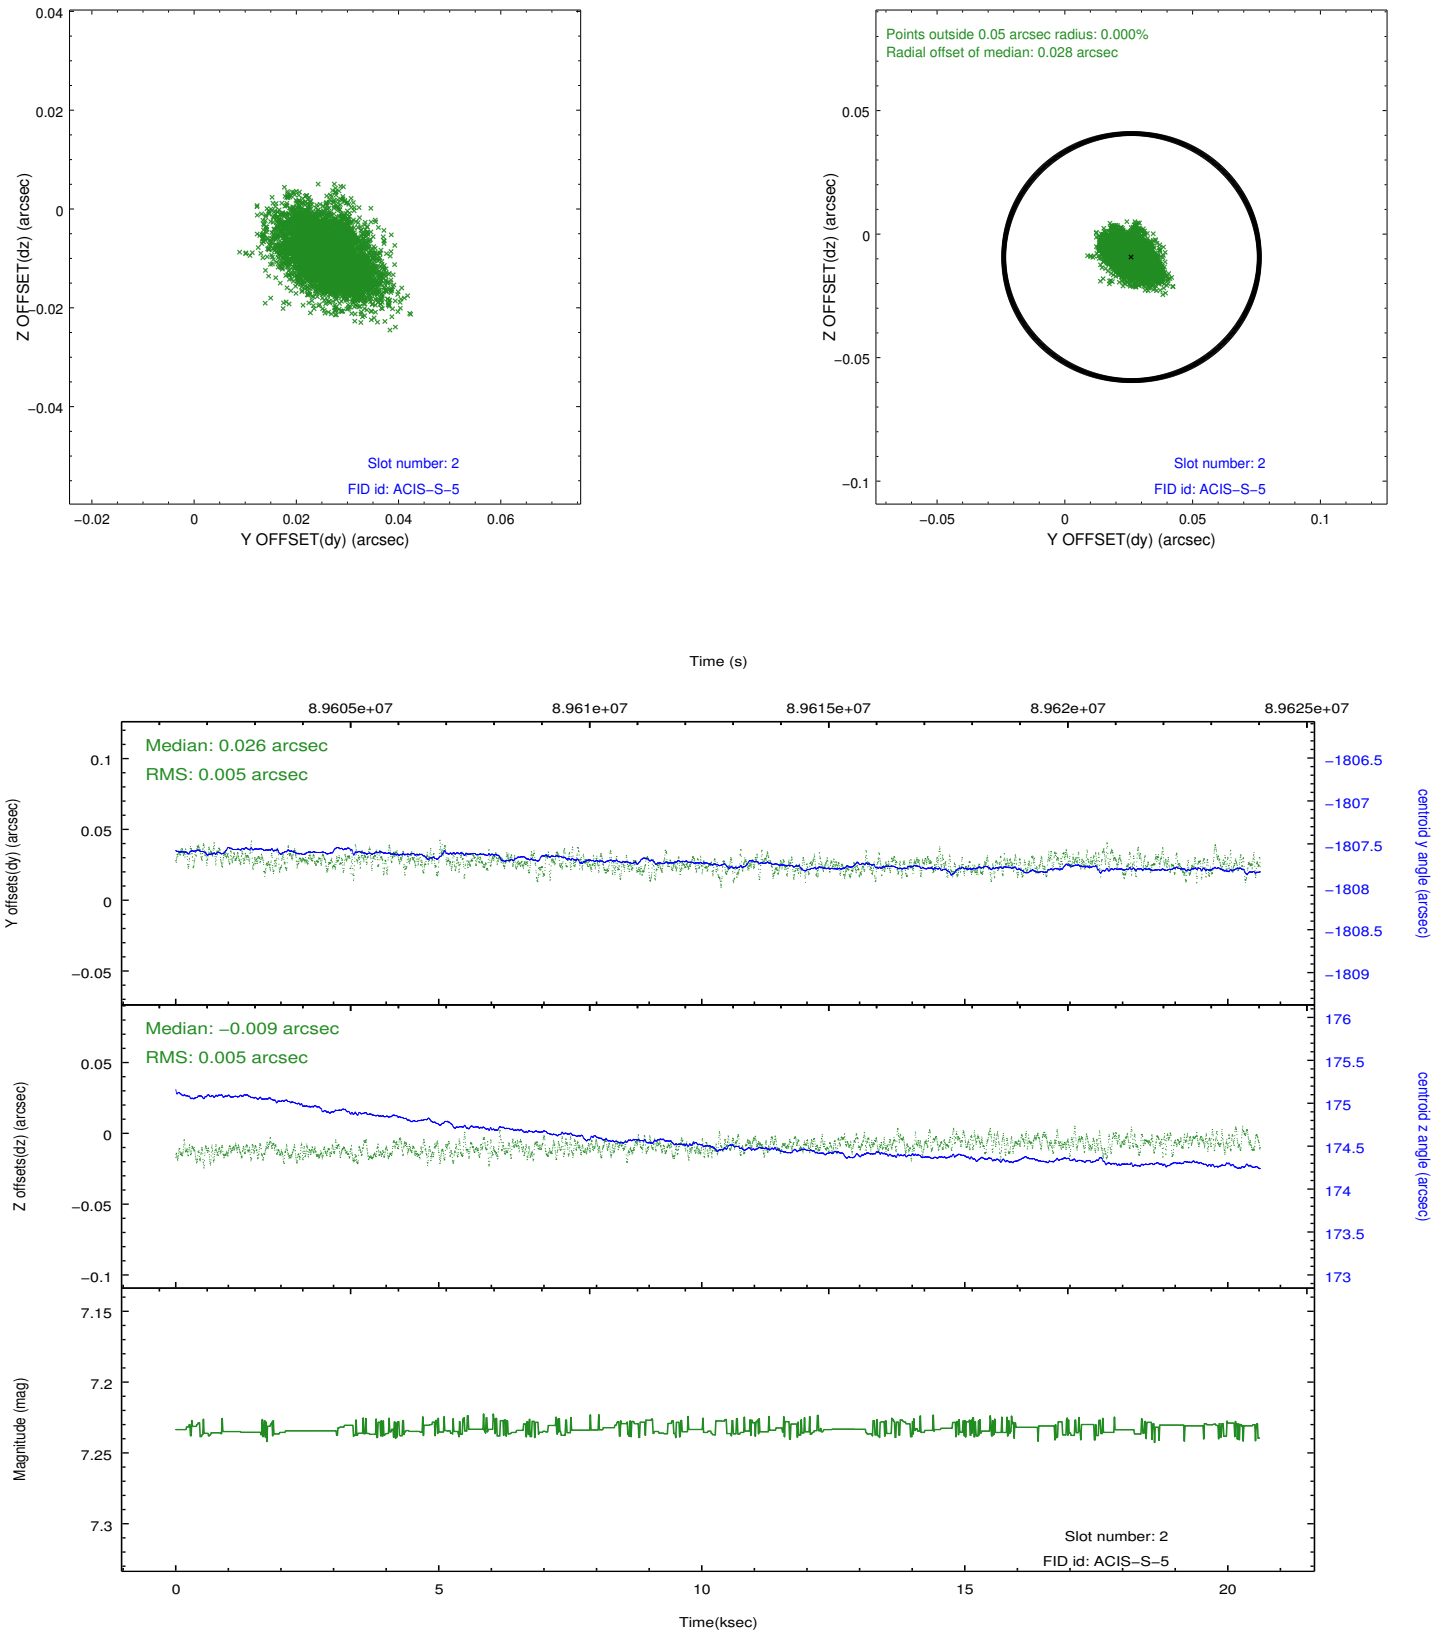 0.04
0.02
0
−0.02
−0.04
Z OFFSET(dz) (arcsec)
Slot number: 2
FID id: ACIS−S−5
−0.02
0
0.02
0.04
0.06
Y OFFSET(dy) (arcsec)
Points outside 0.05 arcsec radius: 0.000%
Radial offset of median: 0.028 arcsec
0.05
0
−0.05
−0.1
Z OFFSET(dz) (arcsec)
Slot number: 2
FID id: ACIS−S−5
−0.05
0
0.05
0.1
Y OFFSET(dy) (arcsec)
Time (s)
8.9605e+07
8.961e+07
8.9615e+07
8.962e+07
8.9625e+07
Median: 0.026 arcsec
RMS: 0.005 arcsec
0.1
0.05
0
−0.05
Y offsets(dy) (arcsec)
−1806.5
−1807
−1807.5
−1808
−1808.5
−1809
centroid y angle (arcsec)
Median: −0.009 arcsec
RMS: 0.005 arcsec
0.05
0
−0.05
−0.1
Z offsets(dz) (arcsec)
176
175.5
175
174.5
174
173.5
173
centroid z angle (arcsec)
7.15
7.2
7.25
7.3
Magnitude (mag)
Slot number: 2
FID id: ACIS−S−5
0
5
10
15
20
Time(ksec)